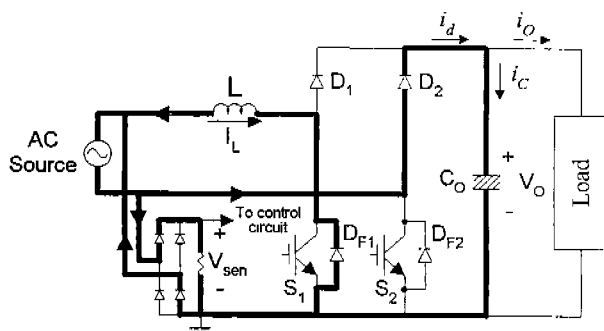 i_d
i_O
D_1
D_2
i_C
L
I_L
AC
Source
+
C_O
V_O
-
Load
To control
circuit
+
V_sen
-
D_F1
D_F2
S_1
S_2